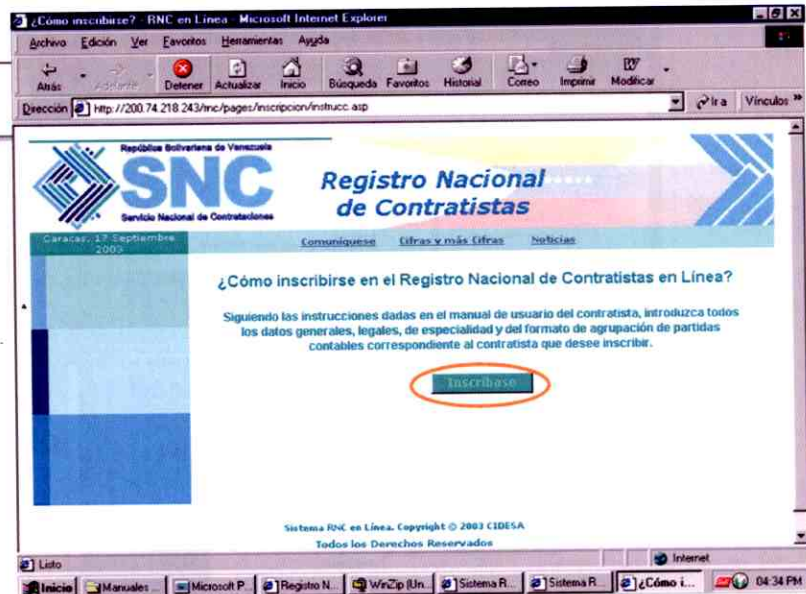 ¿Cómo inscribirse? - RNC en Línea - Microsoft Internet Explorer
Archivo Edición Ver Favoritos Herramientas Ayuda
Atrás Adelante Detener Actualizar Inicio Búsqueda Favoritos Historial Correo Imprimir Modificar
Dirección http://200.74.218.243/rnc/pages/inscripcion/instrucc.asp Ir a Vínculos »
República Bolivariana de Venezuela
SNC
Servicio Nacional de Contrataciones
Registro Nacional
de Contratistas
Caracas, 17 Septiembre
2003
Comuníquese Cifras y más Cifras Noticias
¿Cómo inscribirse en el Registro Nacional de Contratistas en Línea?
Siguiendo las instrucciones dadas en el manual de usuario del contratista, introduzca todos
los datos generales, legales, de especialidad y del formato de agrupación de partidas
contables correspondiente al contratista que desee inscribir.
Inscríbase
Sistema RNC en Línea. Copyright © 2003 CIDESA
Todos los Derechos Reservados
Listo Internet
Inicio Manuales ... Microsoft P... Registro N... WinZip (Un... Sistema R... Sistema R... ¿Cómo i... 04:34 PM